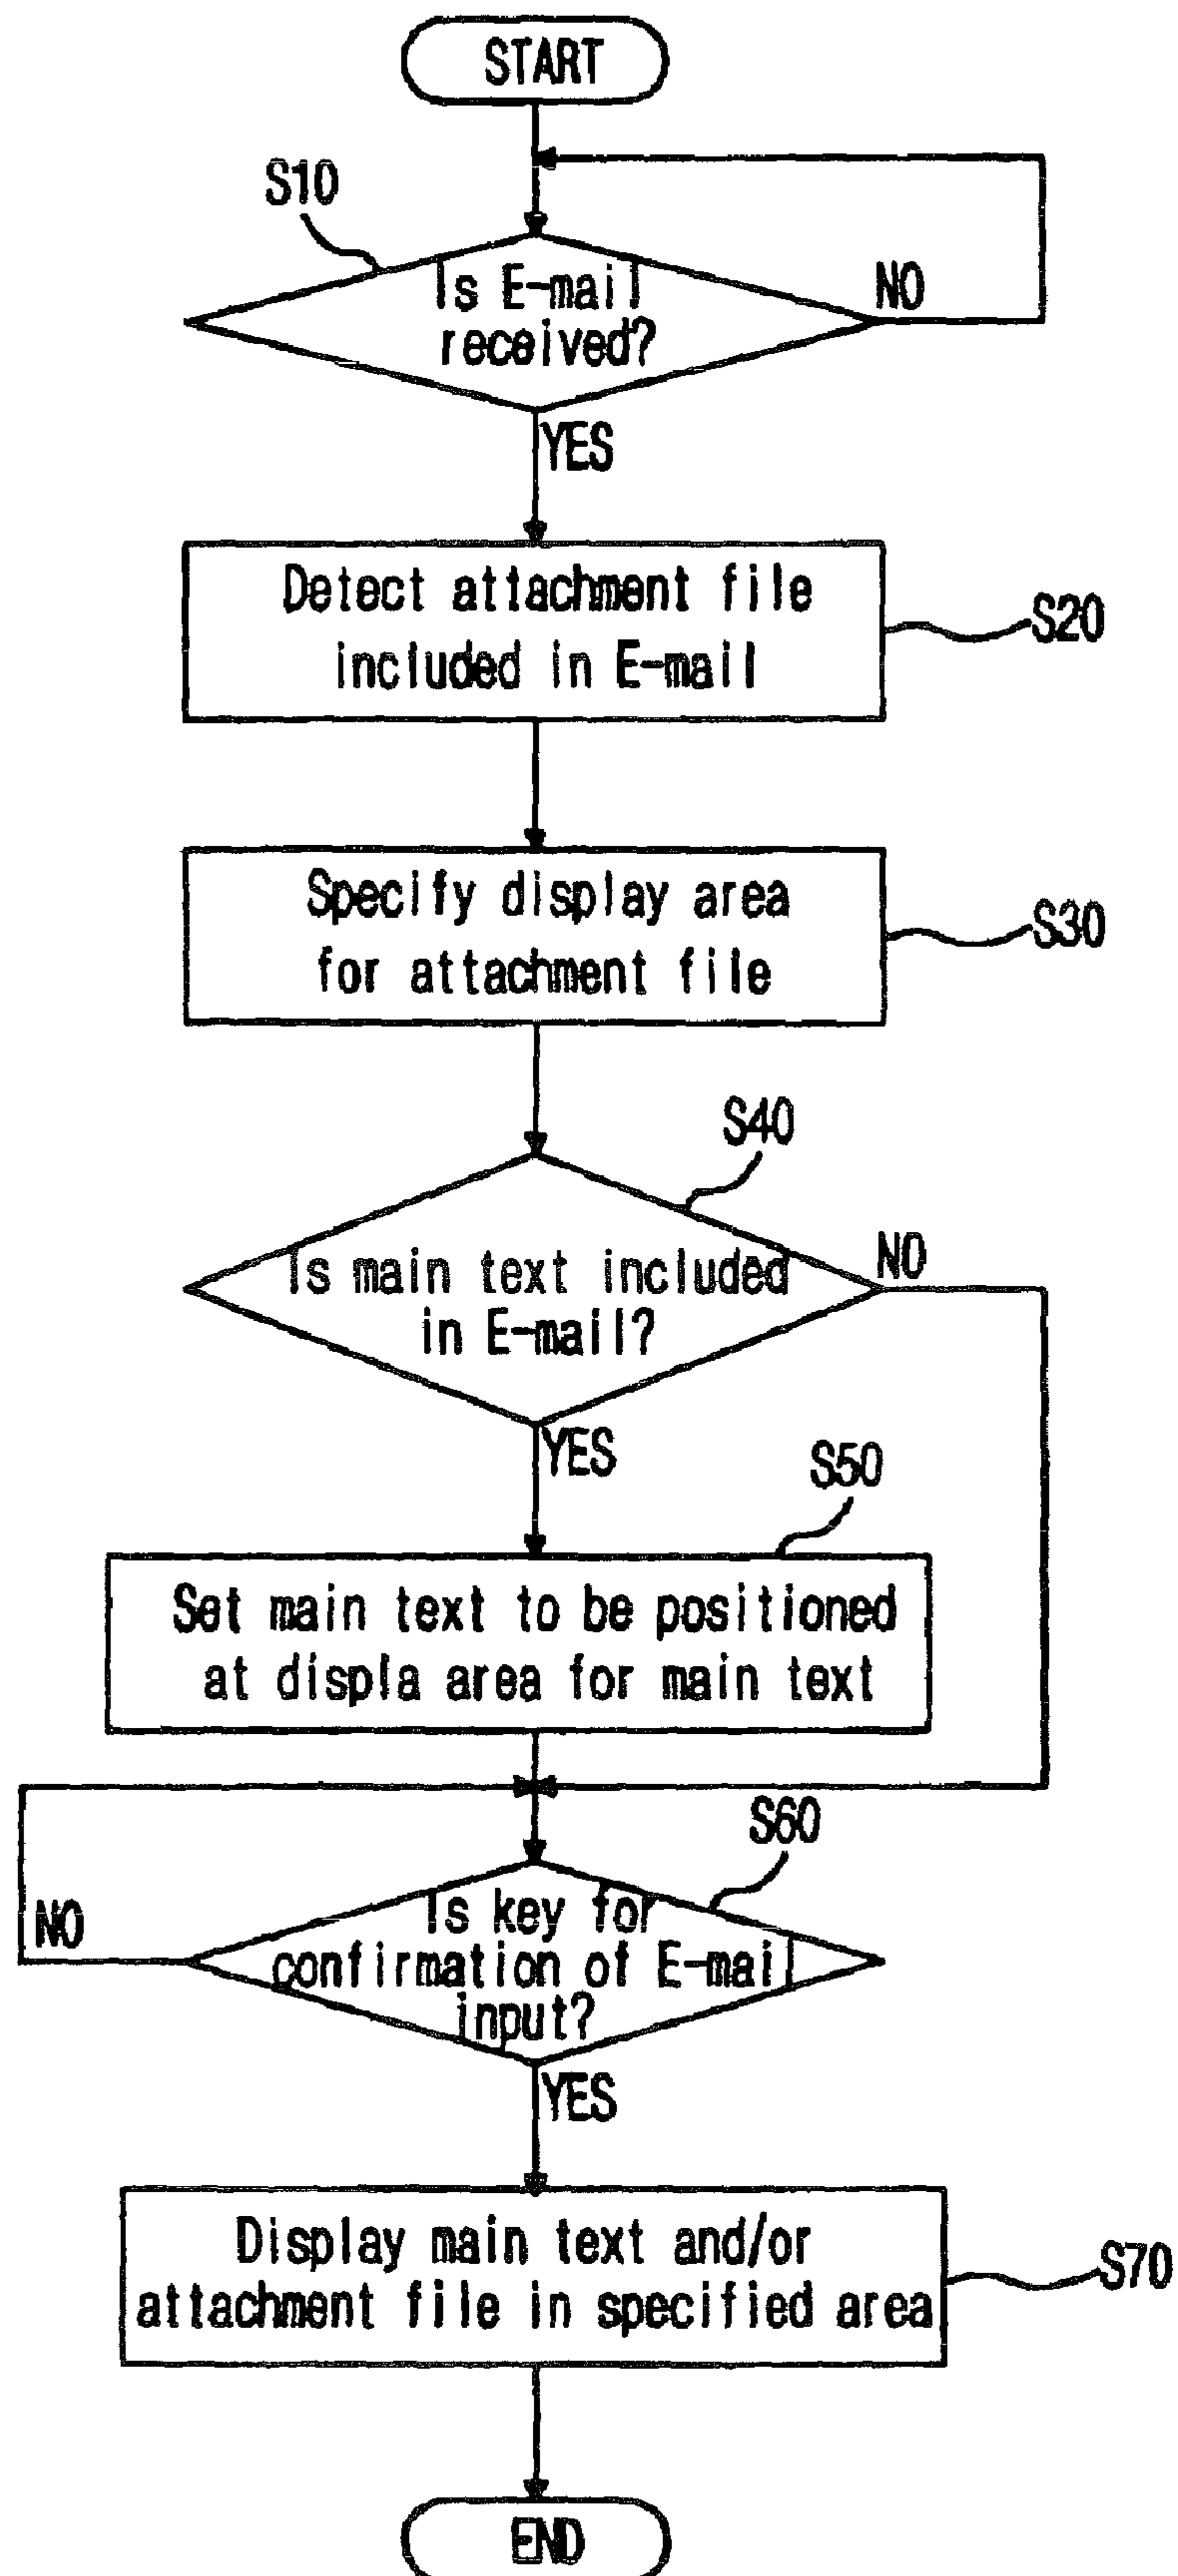 START
S10
Is E-mail
received?
NO
YES
Detect attachment file
included in E-mail
S20
Specify display area
for attachment file
S30
S40
Is main text included
in E-mail?
NO
YES
S50
Set main text to be positioned
at displa area for main text
S60
Is key for
confirmation of E-mail
input?
NO
YES
Display main text and/or
attachment file in specified area
S70
END